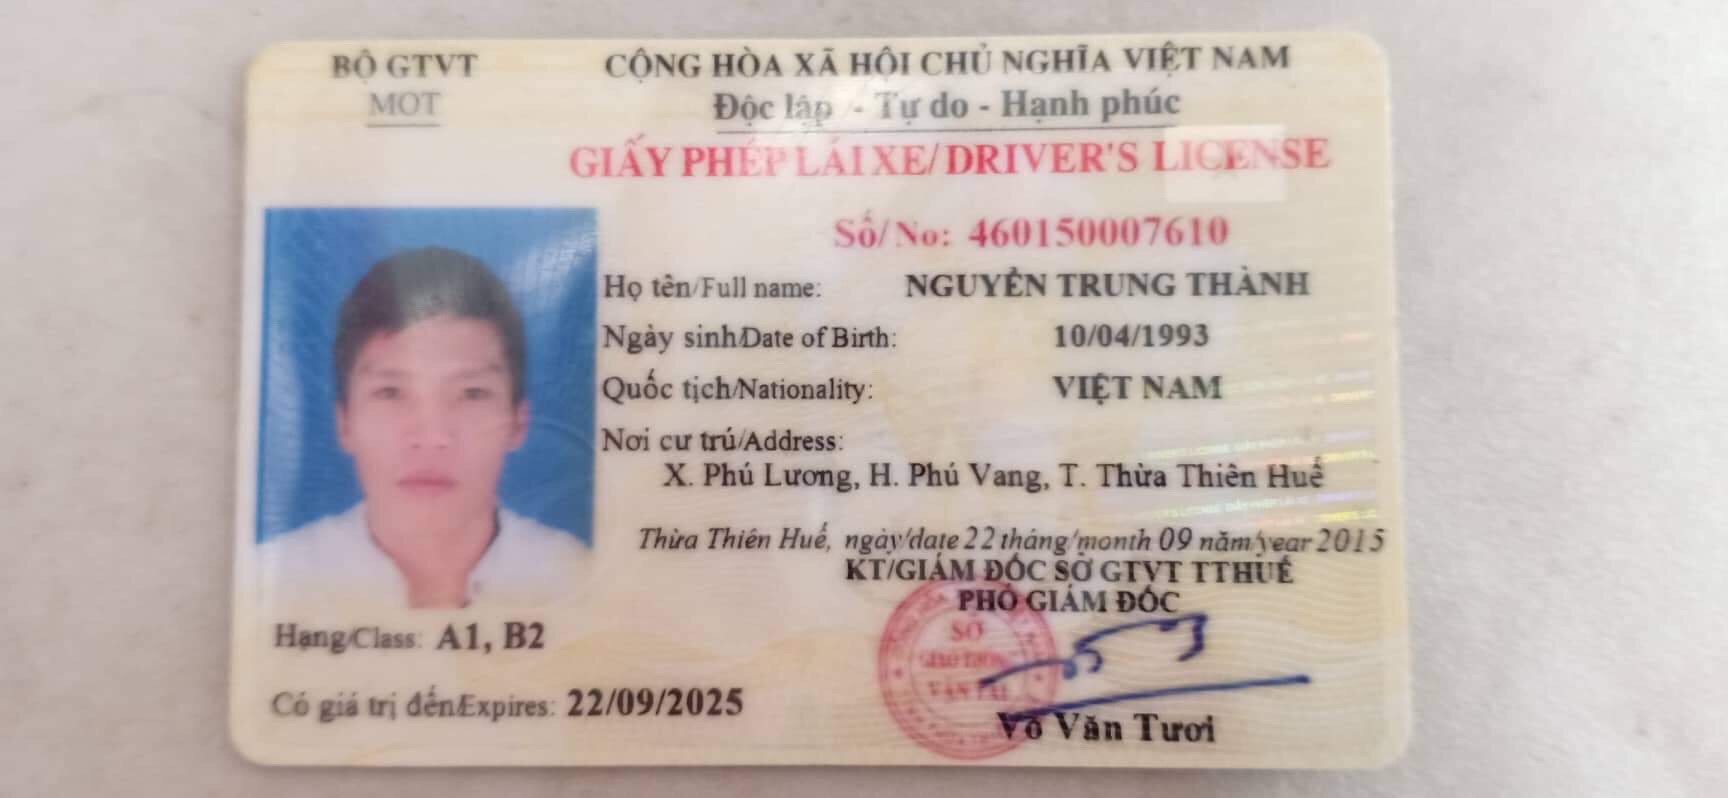 BỘ GTVT
MOT
CỘNG HÒA XÃ HỘI CHỦ NGHĨA VIỆT NAM
Độc lập - Tự do - Hạnh phúc
GIẤY PHÉP LÁI XE/DRIVER'S LICENSE
Số/No: 460150007610
Họ tên/Full name: NGUYỄN TRUNG THÀNH
Ngày sinh/Date of Birth: 10/04/1993
Quốc tịch/Nationality: VIỆT NAM
Nơi cư trú/Address:
X. Phú Lương, H. Phú Vang, T. Thừa Thiên Huế
Thừa Thiên Huế, ngày/date 22 tháng/month 09 năm/year 2015
KT/GIÁM ĐỐC SỞ GTVT TTHUẾ
PHÓ GIÁM ĐỐC
SỞ
GIAO THÔNG
VẬN TẢI
Võ Văn Tươi
Hạng/Class: A1, B2
Có giá trị đến/Expires: 22/09/2025